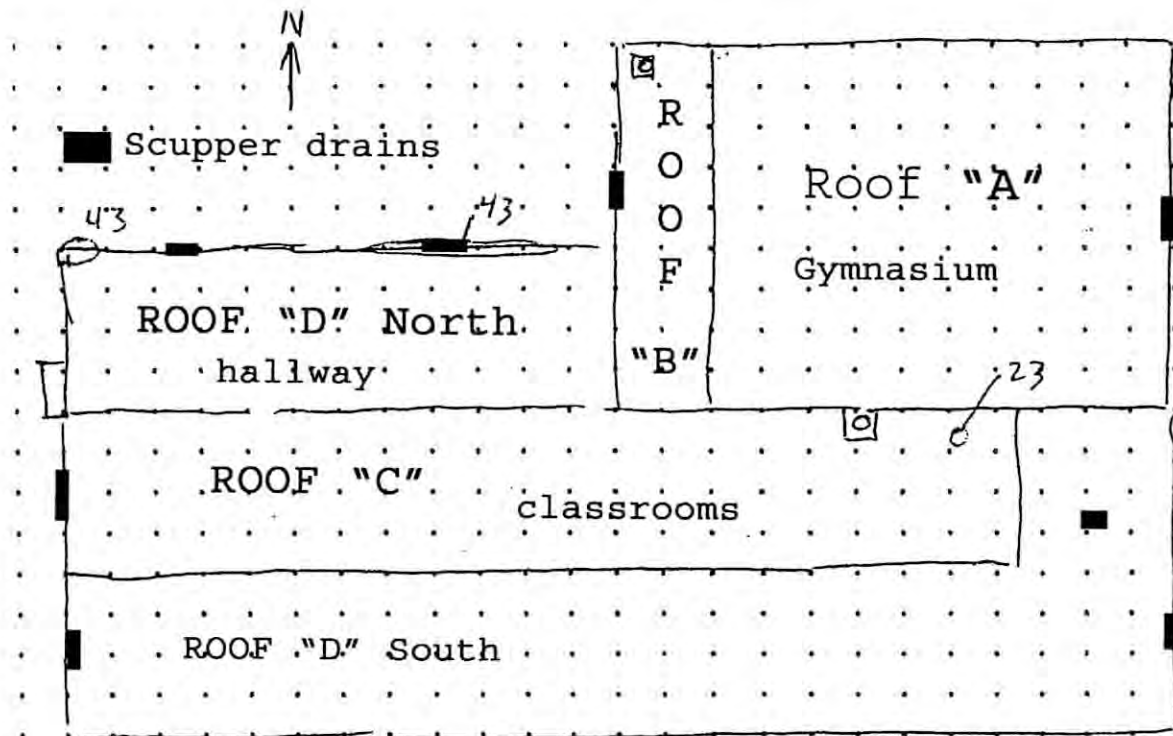 N
Scupper drains
43
43
R
O
O
F
"B"
Roof "A"
Gymnasium
ROOF "D" North
hallway
23
ROOF "C"
classrooms
ROOF "D" South